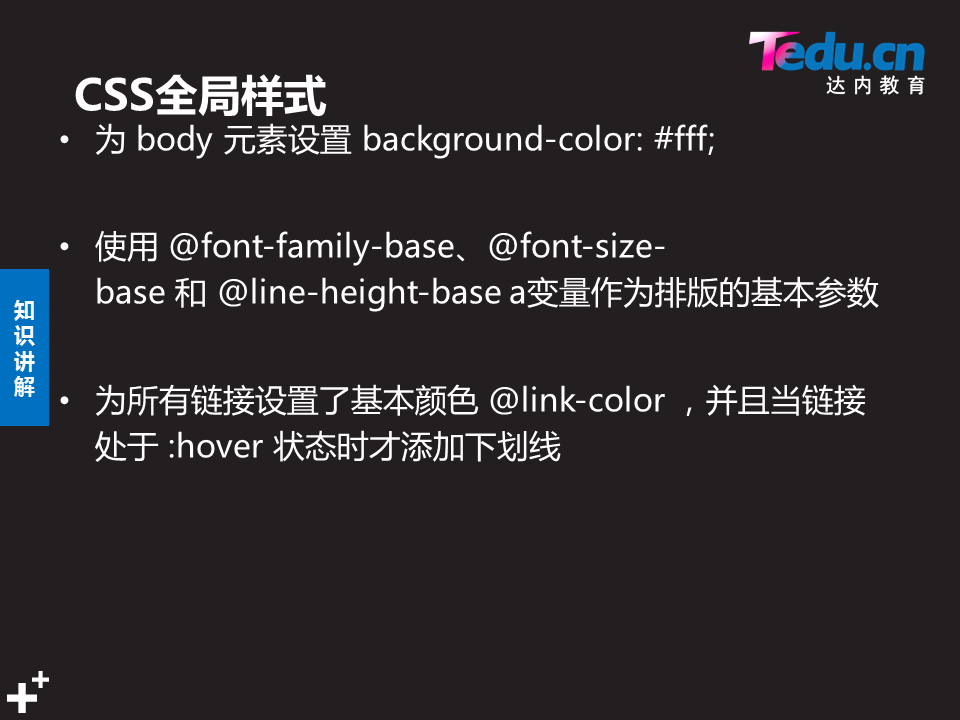 Tedu.cn
达内教育
CSS全局样式
• 为 body 元素设置 background-color: #fff;
• 使用 @font-family-base、@font-size-
base 和 @line-height-base a变量作为排版的基本参数
• 为所有链接设置了基本颜色 @link-color ，并且当链接
处于 :hover 状态时才添加下划线
知
识
讲
解